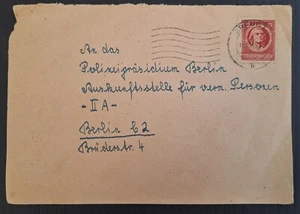 An das
Polizeipräsidium Berlin
Auskunftsstelle für verm. Personen
- II A -
Berlin C 2
Brüderstr. 4